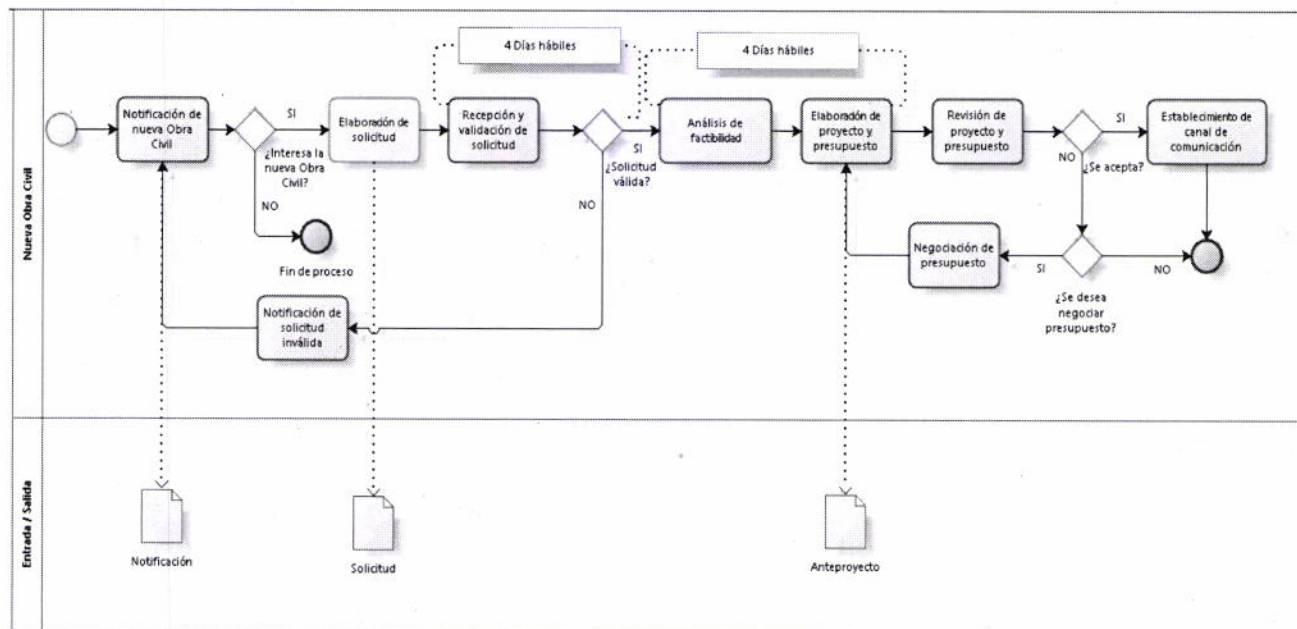 Nueva Obra Civil
4 Días hábiles
4 Días hábiles
Notificación de
nueva Obra
Civil
SI
¿Interesa la
nueva Obra
Civil?
NO
Fin de proceso
Elaboración de
solicitud
Recepción y
validación de
solicitud
SI
¿Solicitud
válida?
NO
Notificación de
solicitud
inválida
Análisis de
factibilidad
Elaboración de
proyecto y
presupuesto
Revisión de
proyecto y
presupuesto
SI
NO
¿Se acepta?
Establecimiento de
canal de
comunicación
Negociación de
presupuesto
SI
NO
¿Se desea
negociar
presupuesto?
Entrada / Salida
Notificación
Solicitud
Anteproyecto